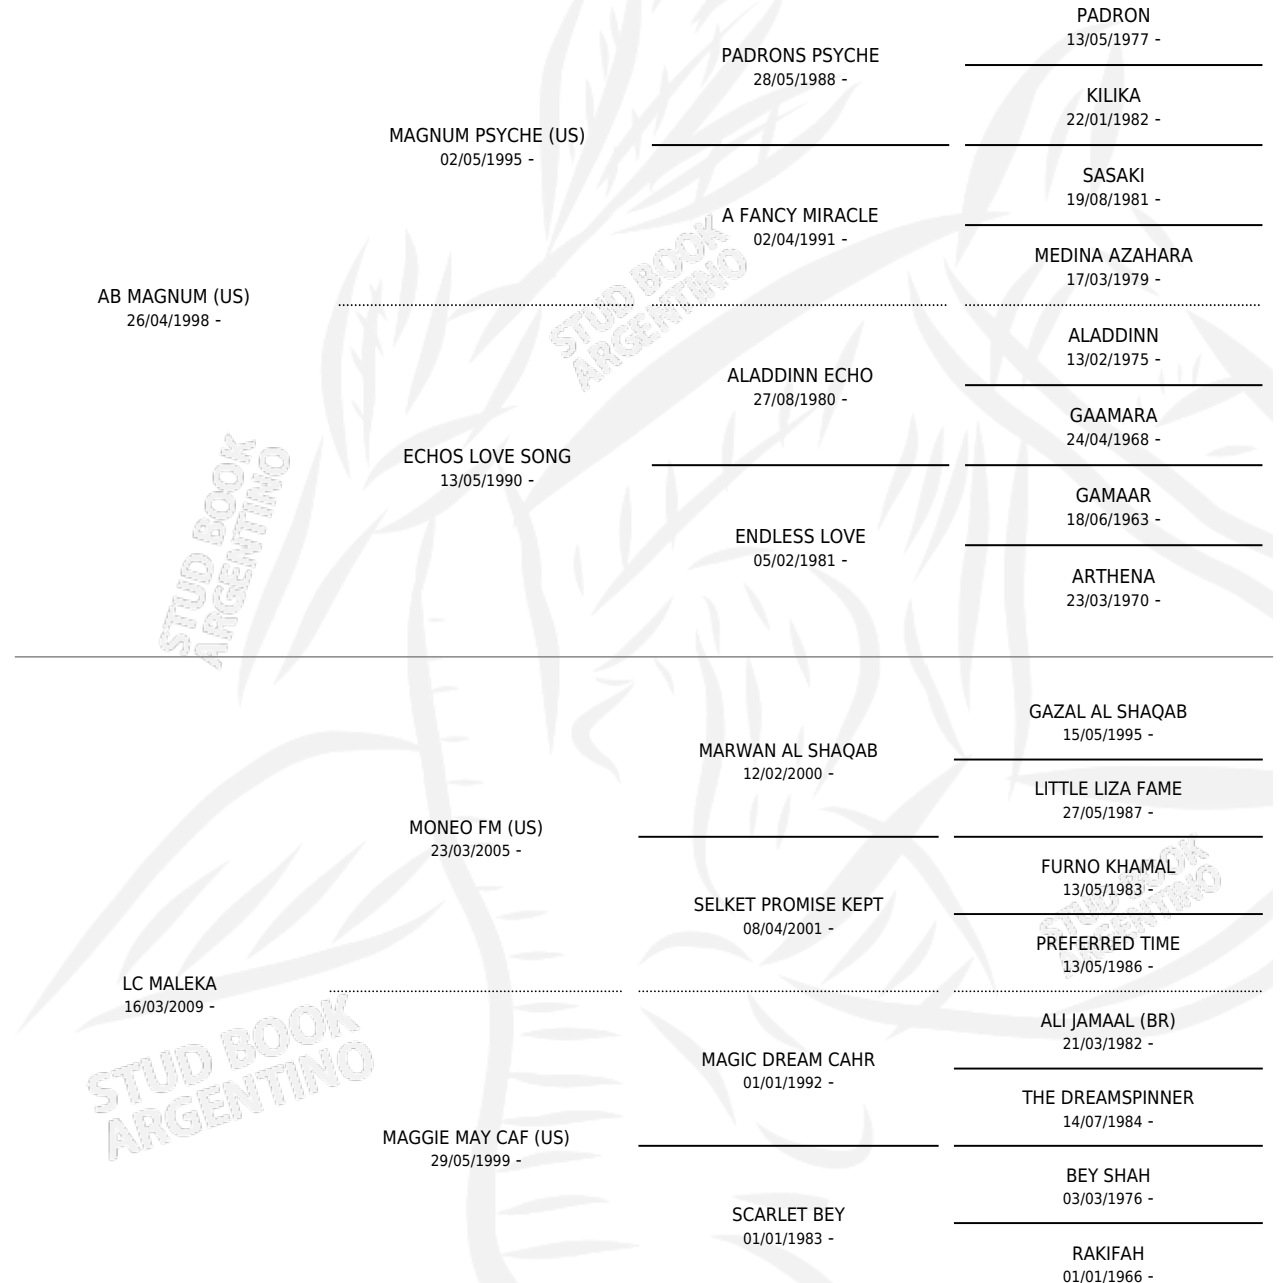 PADRON
13/05/1977 -
PADRONS PSYCHE
28/05/1988 -
KILIKA
22/01/1982 -
MAGNUM PSYCHE (US)
02/05/1995 -
SASAKI
19/08/1981 -
A FANCY MIRACLE
02/04/1991 -
MEDINA AZAHARA
17/03/1979 -
AB MAGNUM (US)
26/04/1998 -
ALADDINN
13/02/1975 -
ALADDINN ECHO
27/08/1980 -
GAAMARA
24/04/1968 -
ECHOS LOVE SONG
13/05/1990 -
GAMAAR
18/06/1963 -
ENDLESS LOVE
05/02/1981 -
ARTHENA
23/03/1970 -
GAZAL AL SHAQAB
15/05/1995 -
MARWAN AL SHAQAB
12/02/2000 -
LITTLE LIZA FAME
27/05/1987 -
MONEO FM (US)
23/03/2005 -
FURNO KHAMAL
13/05/1983 -
SELKET PROMISE KEPT
08/04/2001 -
PREFERRED TIME
13/05/1986 -
LC MALEKA
16/03/2009 -
ALI JAMAAL (BR)
21/03/1982 -
MAGIC DREAM CAHR
01/01/1992 -
THE DREAMSPINNER
14/07/1984 -
MAGGIE MAY CAF (US)
29/05/1999 -
BEY SHAH
03/03/1976 -
SCARLET BEY
01/01/1983 -
RAKIFAH
01/01/1966 -
STUD BOOK
ARGENTINO
STUD BOOK
ARGENTINO
STUD BOOK
ARGENTINO
STUD BOOK
ARGENTINO